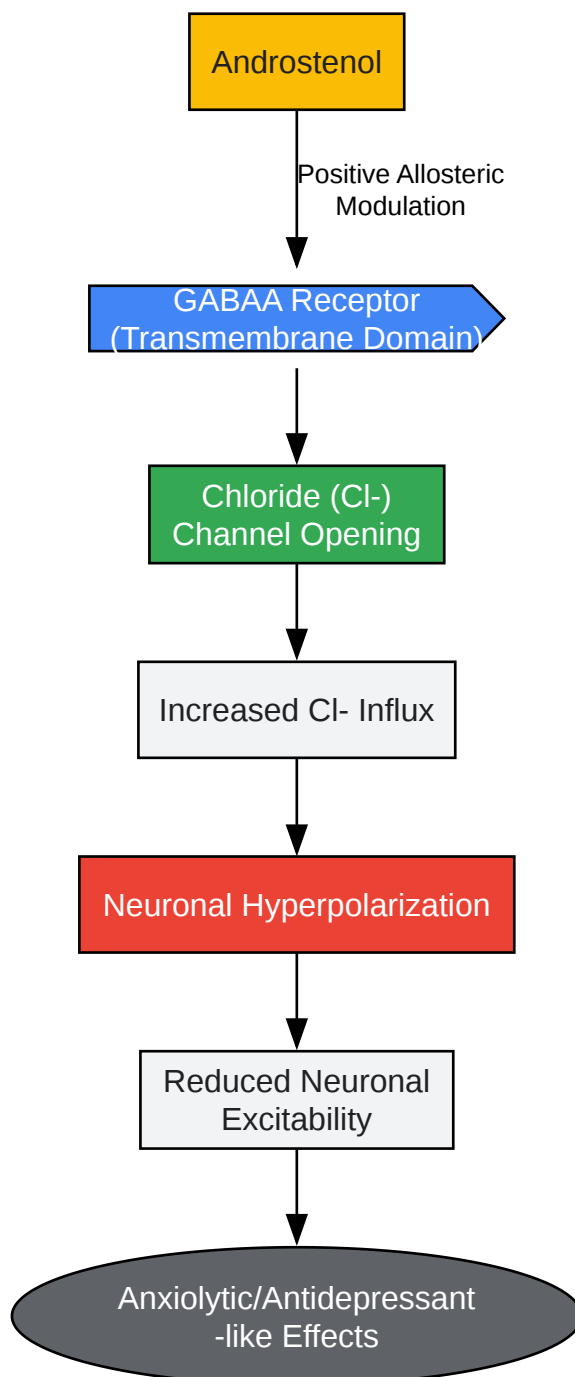 Androstenol
Positive Allosteric
Modulation
GABAA Receptor
(Transmembrane Domain)
Chloride (Cl-)
Channel Opening
Increased Cl- Influx
Neuronal Hyperpolarization
Reduced Neuronal
Excitability
Anxiolytic/Antidepressant
-like Effects